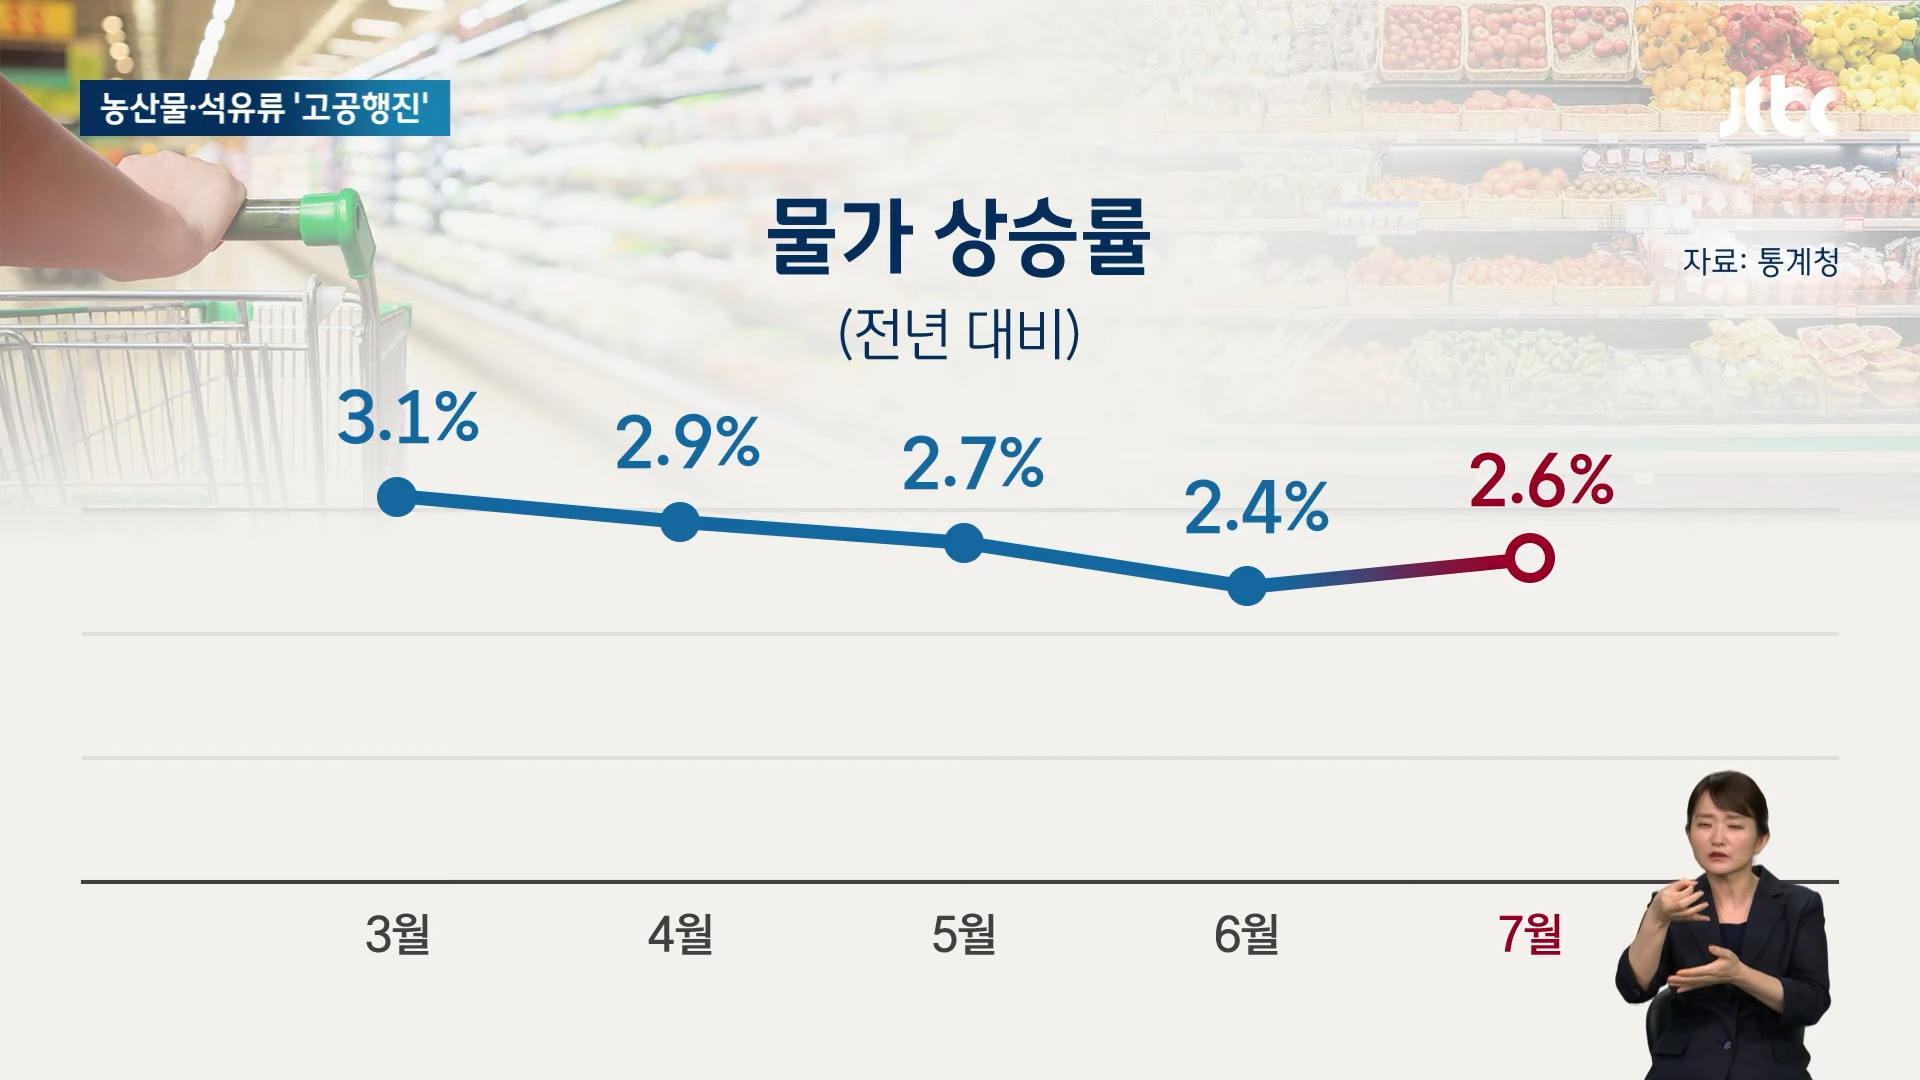 농산물·석유류 '고공행진'
jtbc
물가 상승률
자료: 통계청
(전년 대비)
3.1%
2.9%
2.7%
2.4%
2.6%
3월
4월
5월
6월
7월